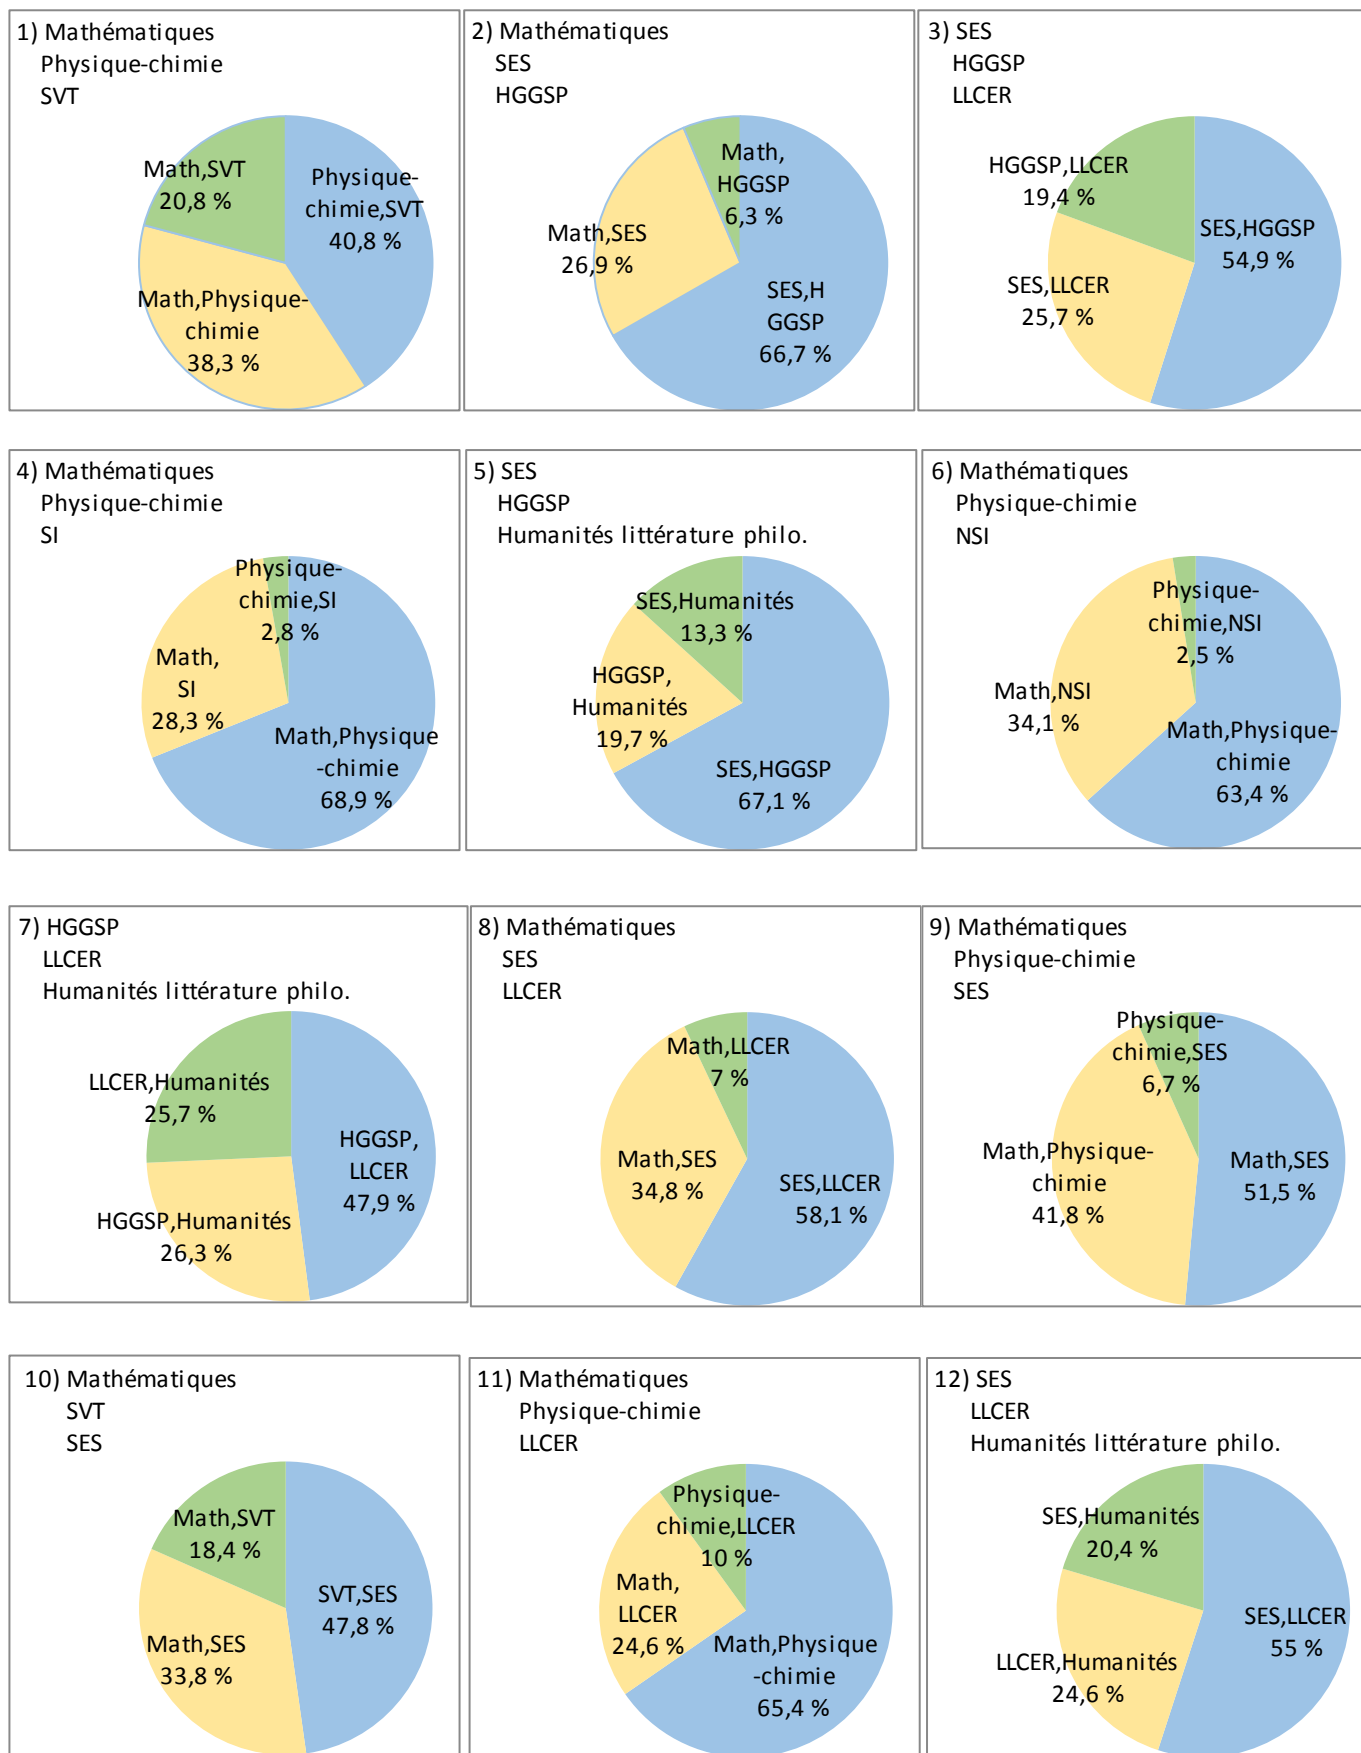 1) Mathématiques
Physique-chimie
SVT
Math,SVT
20,8 %
Physique-
chimie,SVT
40,8 %
Math,Physique-
chimie
38,3 %
2) Mathématiques
SES
HGGSP
Math,
HGGSP
6,3 %
Math,SES
26,9 %
SES,H
GGSP
66,7 %
3) SES
HGGSP
LLCER
HGGSP,LLCER
19,4 %
SES,HGGSP
54,9 %
SES,LLCER
25,7 %
4) Mathématiques
Physique-chimie
SI
Physique-
chimie,SI
2,8 %
Math,
SI
28,3 %
Math,Physique
-chimie
68,9 %
5) SES
HGGSP
Humanités littérature philo.
SES,Humanités
13,3 %
HGGSP,
Humanités
19,7 %
SES,HGGSP
67,1 %
6) Mathématiques
Physique-chimie
NSI
Physique-
chimie,NSI
2,5 %
Math,NSI
34,1 %
Math,Physique-
chimie
63,4 %
7) HGGSP
LLCER
Humanités littérature philo.
LLCER,Humanités
25,7 %
HGGSP,
LLCER
47,9 %
HGGSP,Humanités
26,3 %
8) Mathématiques
SES
LLCER
Math,LLCER
7 %
Math,SES
34,8 %
SES,LLCER
58,1 %
9) Mathématiques
Physique-chimie
SES
Physique-
chimie,SES
6,7 %
Math,Physique-
chimie
41,8 %
Math,SES
51,5 %
10) Mathématiques
SVT
SES
Math,SVT
18,4 %
SVT,SES
47,8 %
Math,SES
33,8 %
11) Mathématiques
Physique-chimie
LLCER
Physique-
chimie,LLCER
10 %
Math,
LLCER
24,6 %
Math,Physique
-chimie
65,4 %
12) SES
LLCER
Humanités littérature philo.
SES,Humanités
20,4 %
SES,LLCER
55 %
LLCER,Humanités
24,6 %